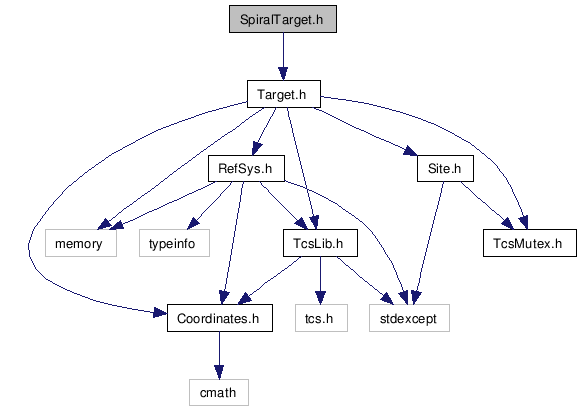 SpiralTarget.h
Target.h
RefSys.h
Site.h
memory
typeinfo
TcsLib.h
TcsMutex.h
Coordinates.h
tcs.h
stdexcept
cmath